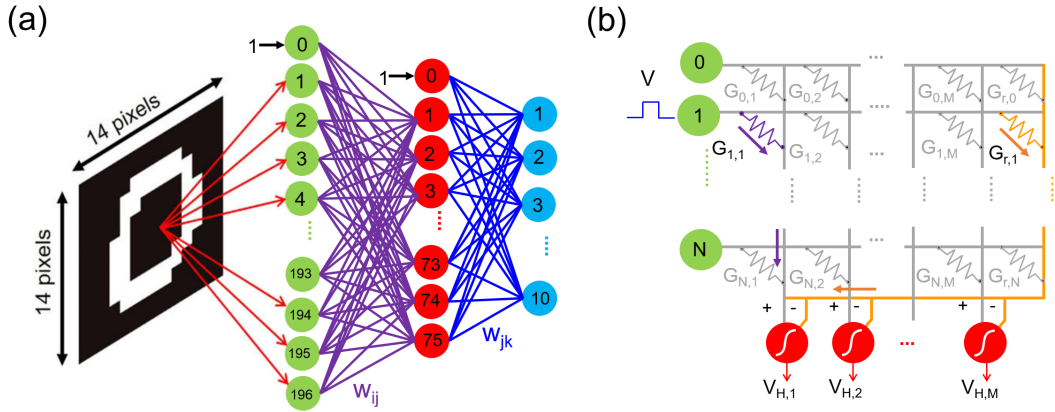 (a)
14 pixels
14 pixels
1
0
1
2
3
4
193
194
195
196
w_ij
1
0
1
2
3
73
74
75
w_jk
1
2
3
10
(b)
V
0
1
N
G_0,1 G_0,2 ... G_0,M G_r,0
G_1,1 G_1,2 G_1,M G_r,1
G_N,1 G_N,2 G_N,M G_r,N
+ - + - + -
V_H,1 V_H,2 ... V_H,M